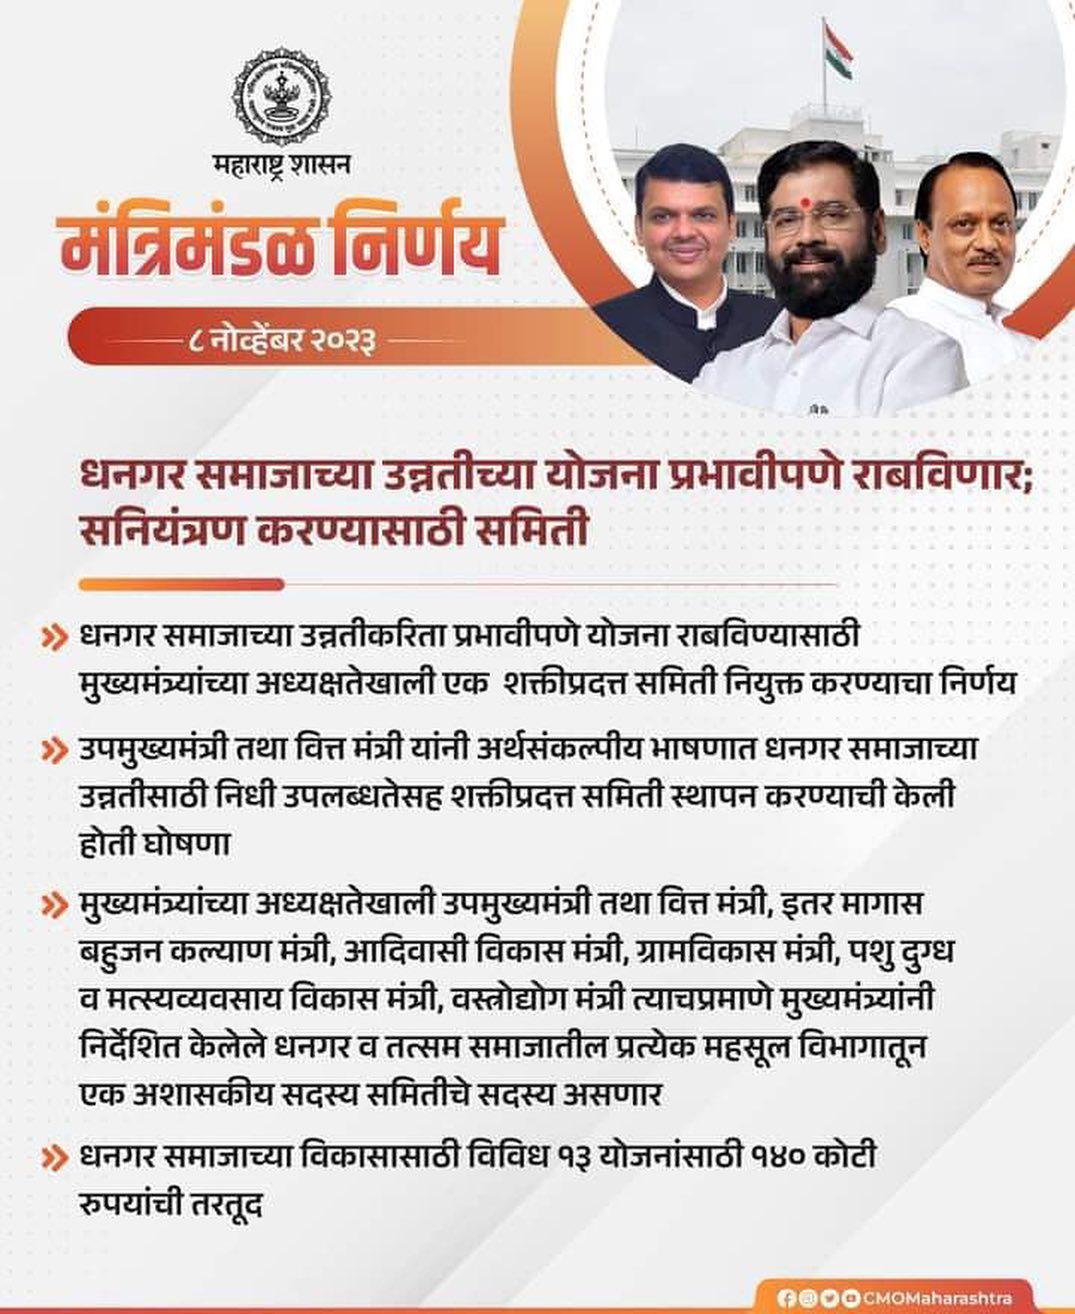 महाराष्ट्र शासन
मंत्रिमंडळ निर्णय
८ नोव्हेंबर २०२३
धनगर समाजाच्या उन्नतीच्या योजना प्रभावीपणे राबविणार;
सनियंत्रण करण्यासाठी समिती
धनगर समाजाच्या उन्नतीकरिता प्रभावीपणे योजना राबविण्यासाठी
मुख्यमंत्र्यांच्या अध्यक्षतेखाली एक शक्तीप्रदत्त समिती नियुक्त करण्याचा निर्णय
उपमुख्यमंत्री तथा वित्त मंत्री यांनी अर्थसंकल्पीय भाषणात धनगर समाजाच्या
उन्नतीसाठी निधी उपलब्धतेसह शक्तीप्रदत्त समिती स्थापन करण्याची केली
होती घोषणा
मुख्यमंत्र्यांच्या अध्यक्षतेखाली उपमुख्यमंत्री तथा वित्त मंत्री, इतर मागास
बहुजन कल्याण मंत्री, आदिवासी विकास मंत्री, ग्रामविकास मंत्री, पशु दुग्ध
व मत्स्यव्यवसाय विकास मंत्री, वस्त्रोद्योग मंत्री त्याचप्रमाणे मुख्यमंत्र्यांनी
निर्देशित केलेले धनगर व तत्सम समाजातील प्रत्येक महसूल विभागातून
एक अशासकीय सदस्य समितीचे सदस्य असणार
धनगर समाजाच्या विकासासाठी विविध १३ योजनांसाठी १४० कोटी
रुपयांची तरतूद
CMOMaharashtra